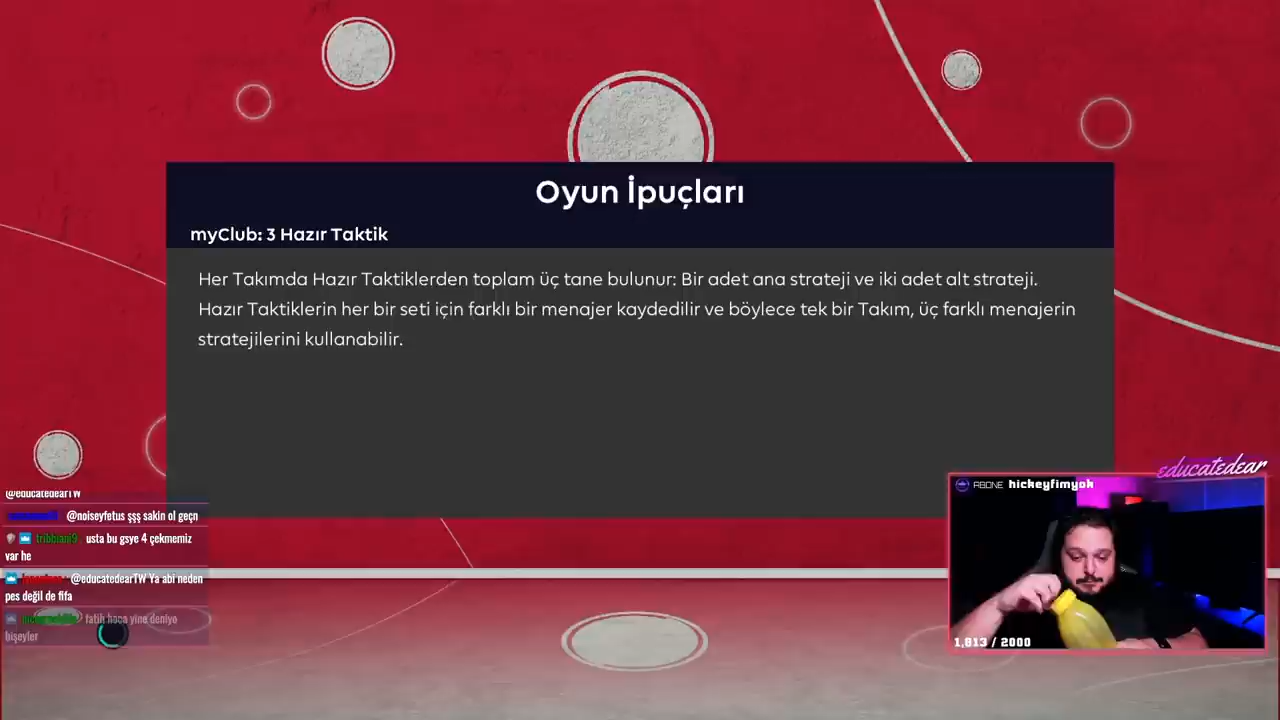 Oyun İpuçları
myClub: 3 Hazır Taktik
Her Takımda Hazır Taktiklerden toplam üç tane bulunur: Bir adet ana strateji ve iki adet alt strateji.
Hazır Taktiklerin her bir seti için farklı bir menajer kaydedilir ve böylece tek bir Takım, üç farklı menajerin
stratejilerini kullanabilir.
@educatedearTW
@noiseyfetus şşş sakin ol geçn
tribbiani9 usta bu gsye 4 çekmemiz
var he
@educatedearTW Ya abi neden
pes değil de fifa
fatih hoca yine deniyo
bişeyler
educatedear
ABONE hickeyfimyok
1,813 / 2000